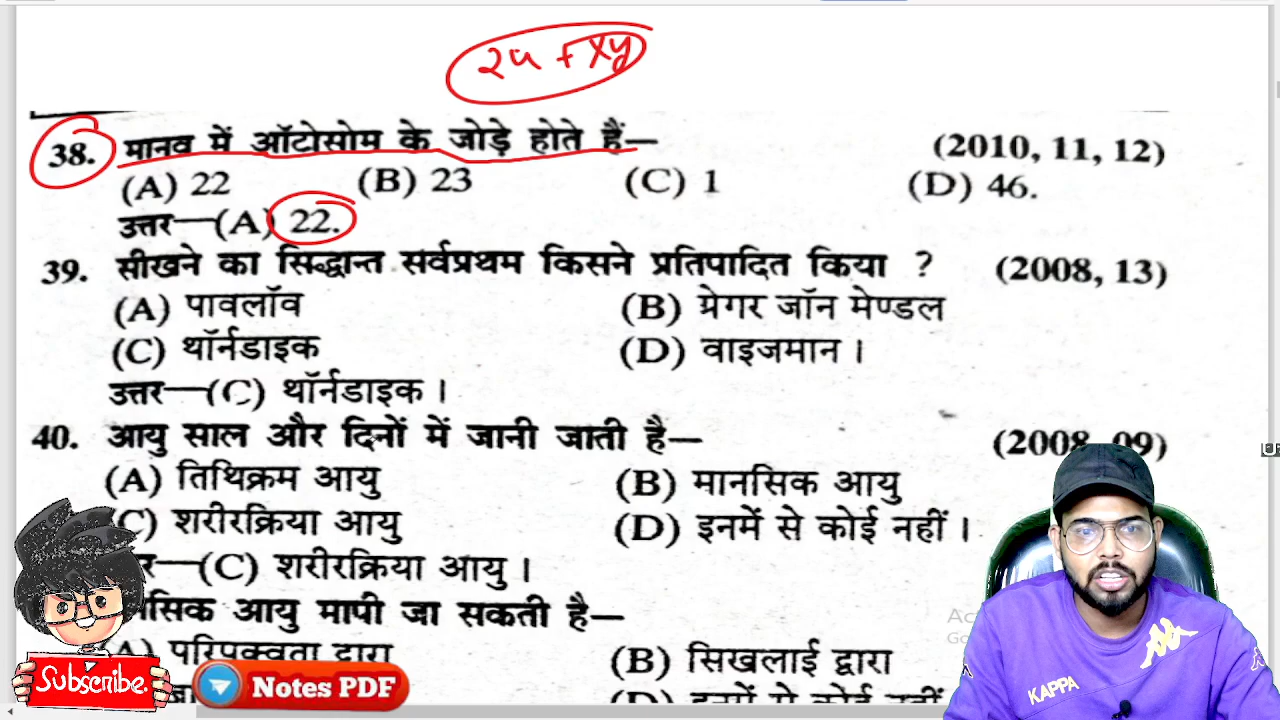 24 + xy
38. मानव में ऑटोसोम के जोड़े होते हैं— (2010, 11, 12)
(A) 22 (B) 23 (C) 1 (D) 46.
उत्तर—(A) 22.
39. सीखने का सिद्धान्त सर्वप्रथम किसने प्रतिपादित किया ? (2008, 13)
(A) पावलॉव (B) ग्रेगर जॉन मेण्डल
(C) थॉर्नडाइक (D) वाइजमान ।
उत्तर—(C) थॉर्नडाइक ।
40. आयु साल और दिनों में जानी जाती है— (2008, 09)
(A) तिथिक्रम आयु (B) मानसिक आयु
C) शरीरक्रिया आयु (D) इनमें से कोई नहीं ।
र—(C) शरीरक्रिया आयु ।
सिक आयु मापी जा सकती है—
A) परिपक्वता द्वारा (B) सिखलाई द्वारा
(D) इनमें से कोई नहीं
Subscribe.
Notes PDF
KAPPA